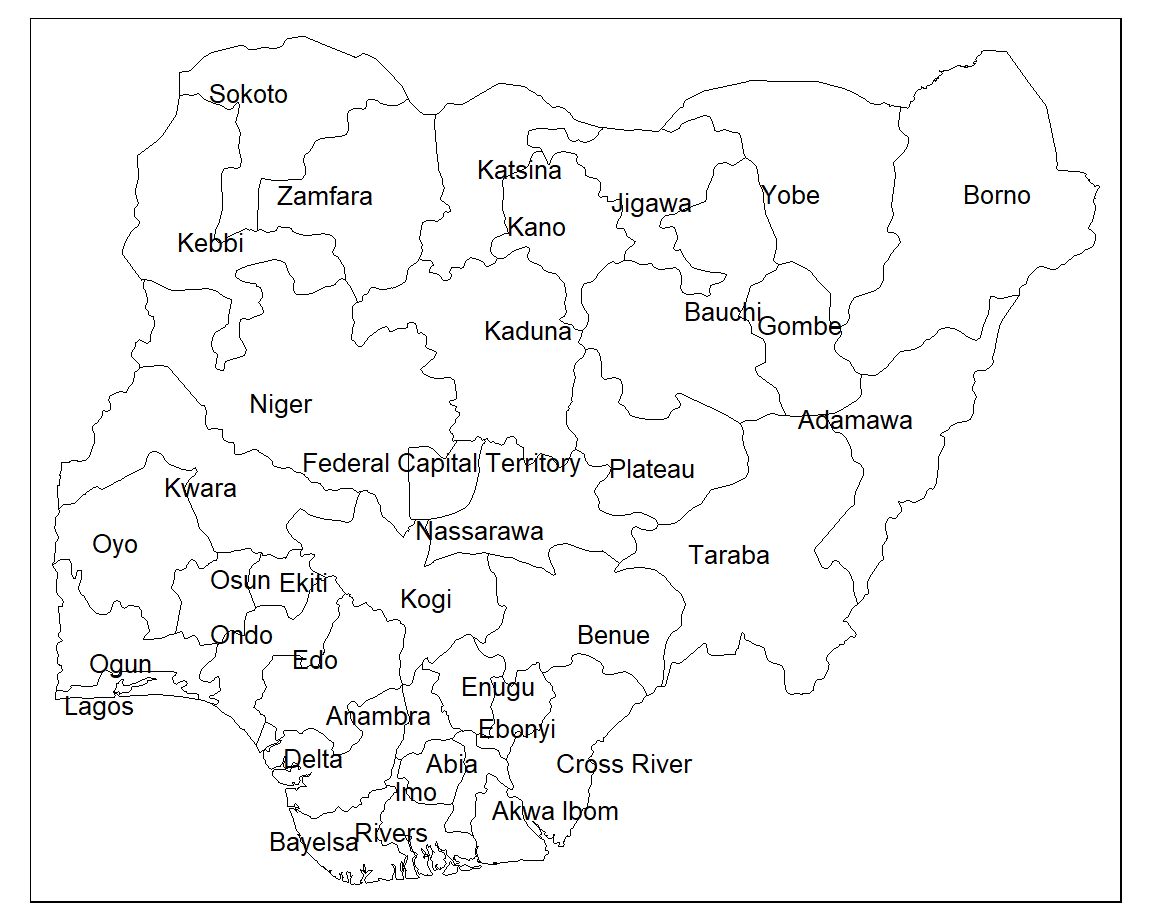 Sokoto
Katsina
Zamfara
Jigawa
Yobe
Borno
Kano
Kebbi
Bauchi
Gombe
Kaduna
Niger
Adamawa
Federal Capital Territory
Plateau
Kwara
Nassarawa
Oyo
Taraba
Osun
Ekiti
Kogi
Ondo
Benue
Ogun
Edo
Enugu
Lagos
Anambra
Ebonyi
Delta
Abia
Cross River
Imo
Akwa Ibom
Bayelsa
Rivers